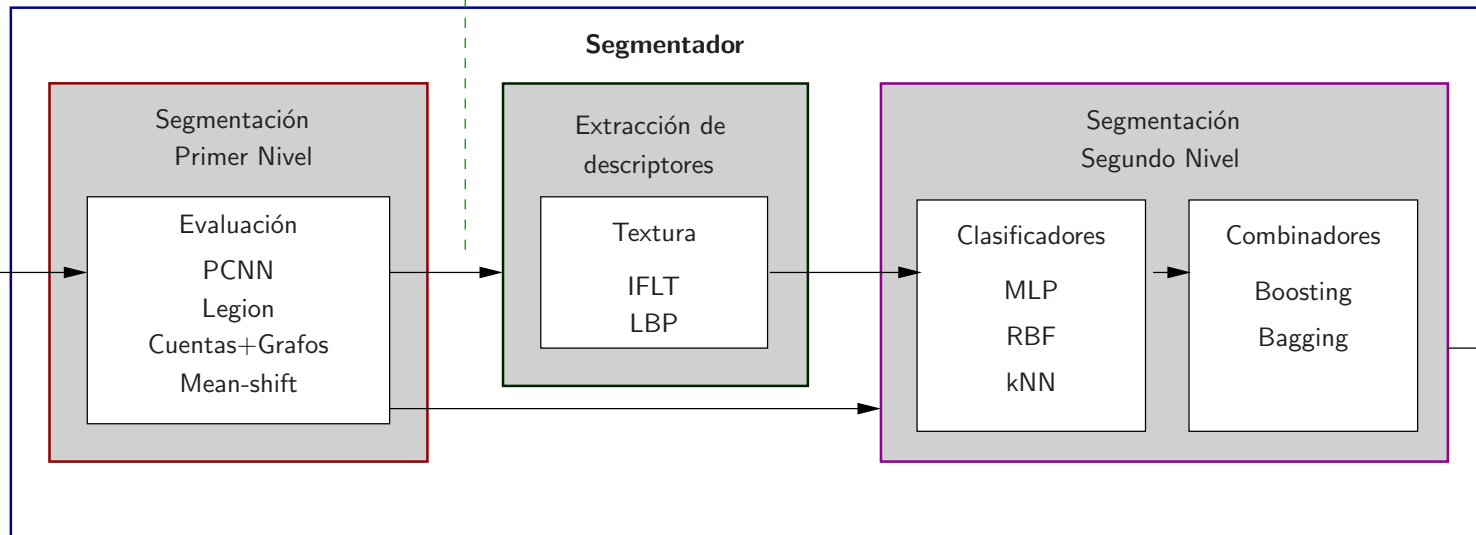 Segmentador
Segmentación
Primer Nivel
Evaluación
PCNN
Legion
Cuentas+Grafos
Mean-shift
Extracción de
descriptores
Textura
IFLT
LBP
Segmentación
Segundo Nivel
Clasificadores
MLP
RBF
kNN
Combinadores
Boosting
Bagging